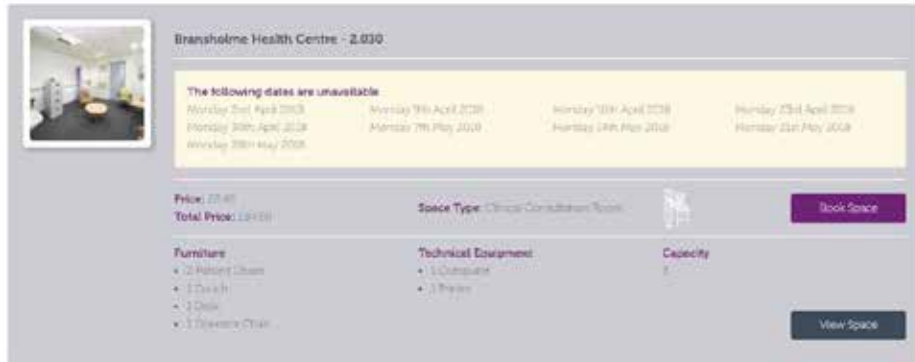 Bransholme Health Centre - 2.030
The following dates are unavailable
Monday 2nd April 2018 Monday 9th April 2018 Monday 16th April 2018 Monday 23rd April 2018
Monday 30th April 2018 Monday 7th May 2018 Monday 14th May 2018 Monday 21st May 2018
Monday 28th May 2018
Price:
Total Price:
Space Type: Clinical Consultation Room
Book Space
Furniture
Technical Equipment
Capacity
• 2 Patient Chairs
• 1 Computer
• 1 Couch
• 1 Printer
• 1 Desk
• 1 Operator Chair
View Space